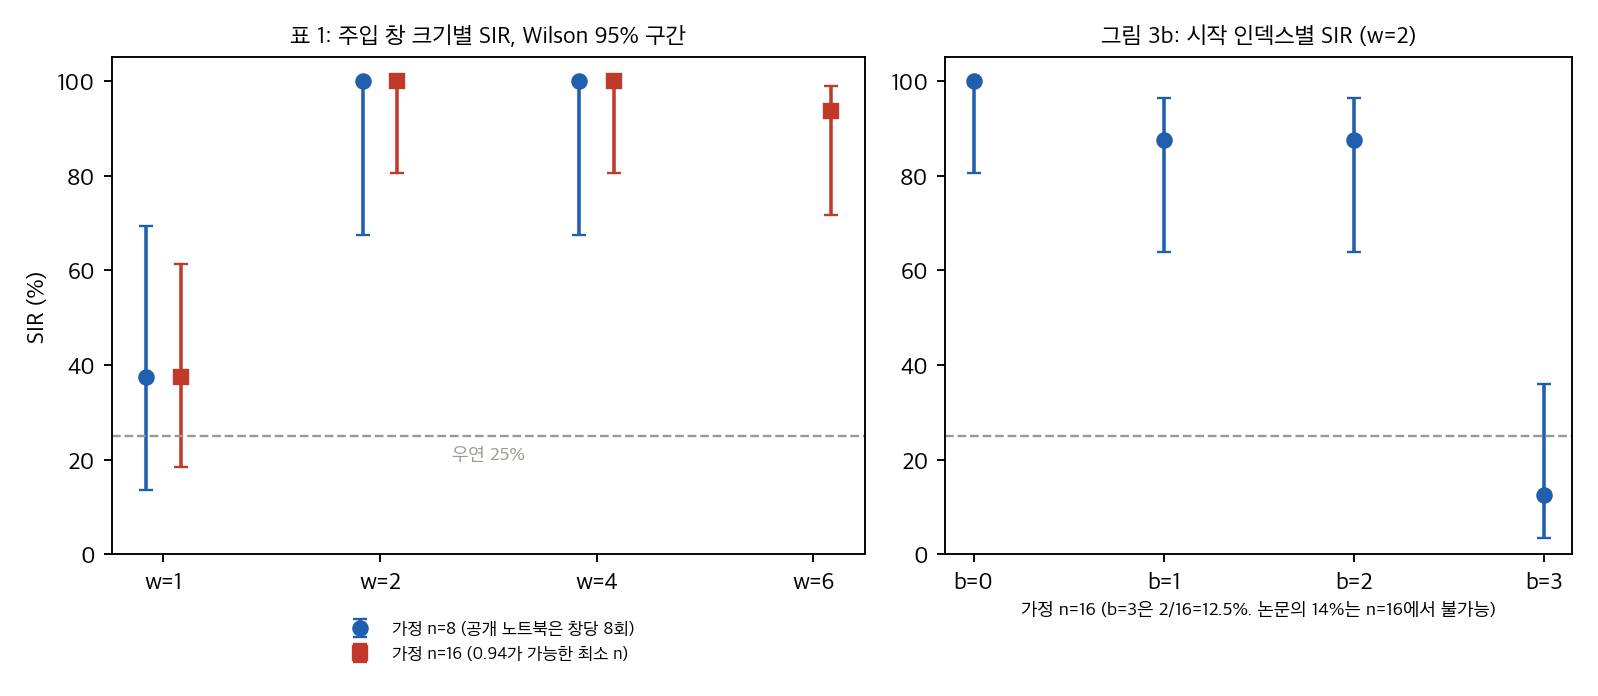 표 1: 주입 창 크기별 SIR, Wilson 95% 구간
SIR (%)
100
80
60
40
20
0
우연 25%
w=1
w=2
w=4
w=6
가정 n=8 (공개 노트북은 창당 8회)
가정 n=16 (0.94가 가능한 최소 n)
그림 3b: 시작 인덱스별 SIR (w=2)
100
80
60
40
20
0
b=0
b=1
b=2
b=3
가정 n=16 (b=3은 2/16=12.5%. 논문의 14%는 n=16에서 불가능)